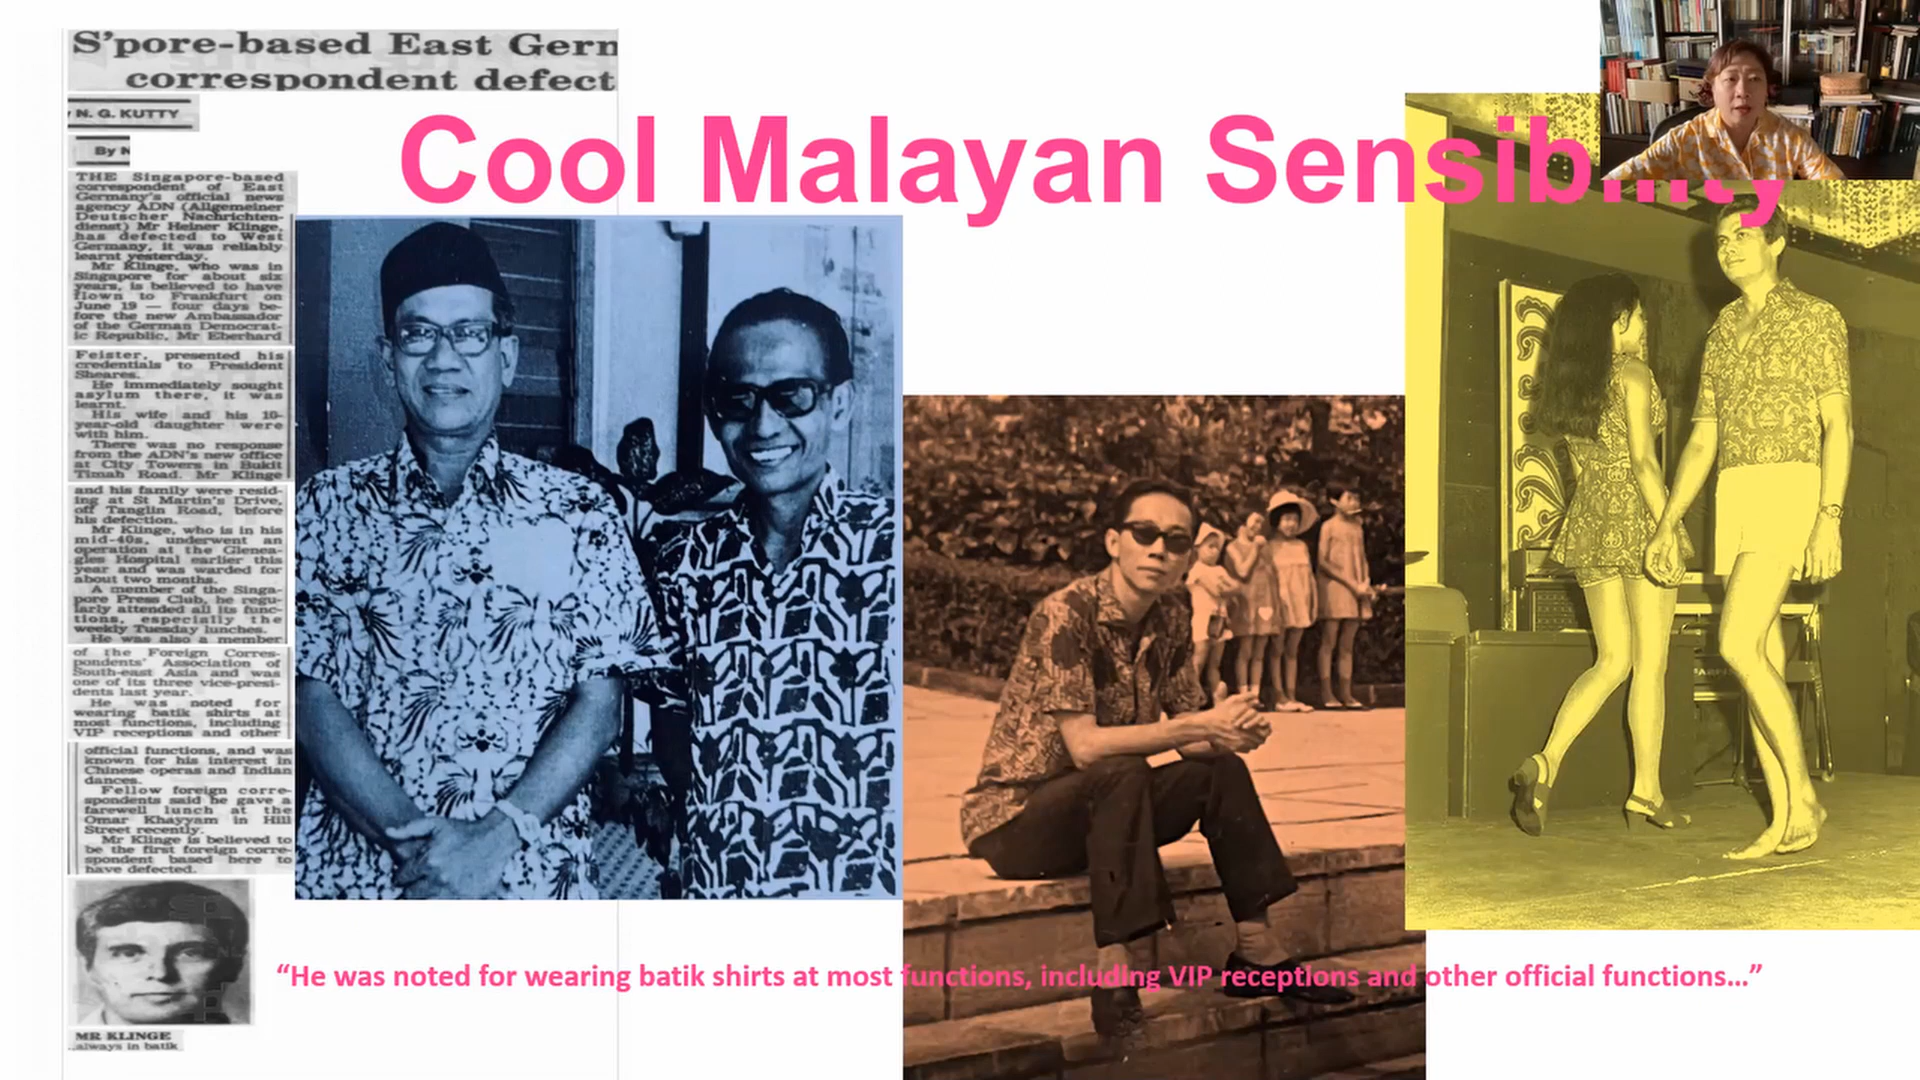 S'pore-based East Germ
correspondent defect
N. G. KUTTY
By N
Cool Malayan Sensibility
THE Singapore-based
correspondent of East
Germany's official news
agency ADN (Allgemeiner
Deutscher Nachrichten-
dienst) Mr Heiner Klinge,
has defected to West
Germany, it was reliably
learnt yesterday.
Mr Klinge, who was in
Singapore for about six
years, is believed to have
flown to Frankfurt on
June 19 — four days be-
fore the new Ambassador
of the German Democrat-
ic Republic, Mr Eberhard
Feister, presented his
credentials to President
Sheares.
He immediately sought
asylum there, it was
learnt.
His wife and his 10-
year-old daughter were
with him.
There was no response
from the ADN's new office
at City Towers in Bukit
Timah Road. Mr Klinge
and his family were resid-
ing at St Martin's Drive,
off Tanglin Road, before
his defection.
Mr Klinge, who is in his
mid-40s, underwent an
operation at the Glenea-
gles Hospital earlier this
year and was warded for
about two months.
A member of the Singa-
pore Press Club, he regu-
larly attended all its func-
tions, especially the
weekly Tuesday lunches.
He was also a member
of the Foreign Corres-
pondents' Association of
South-east Asia and was
one of its three vice-presi-
dents last year.
He was noted for
wearing batik shirts at
most functions, including
VIP receptions and other
official functions, and was
known for his interest in
Chinese operas and Indian
dances.
Fellow foreign corre-
spondents said he gave a
farewell lunch at the
Omar Khayyam in Hill
Street recently.
Mr Klinge is believed to
be the first foreign corre-
spondent based here to
have defected.
“He was noted for wearing batik shirts at most functions, including VIP receptions and other official functions...”
MR KLINGE
...always in batik